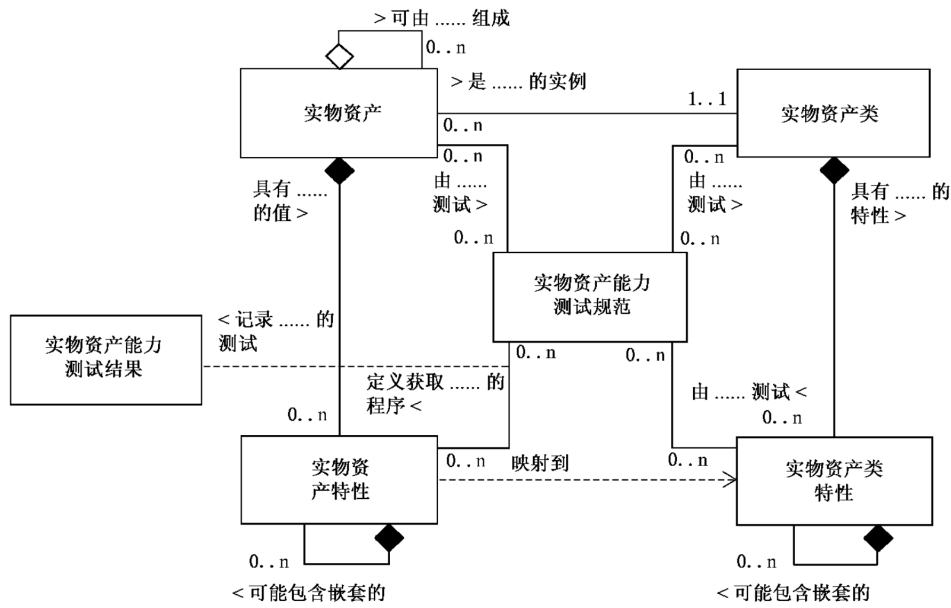 > 可由 …… 组成
0..n
> 是 …… 的实例
实物资产
1..1
实物资产类
0..n
0..n
0..n
具有 ……
的值 >
由 ……
测试 >
由 ……
测试 >
具有 …… 的
特性 >
0..n
0..n
实物资产能力
测试规范
< 记录 …… 的
测试
实物资产能力
测试结果
0..n
0..n
定义获取 …… 的
程序 <
由 …… 测试 <
0..n
0..n
实物资
产特性
0..n
映射到
0..n
实物资产类
特性
0..n
0..n
< 可能包含嵌套的
< 可能包含嵌套的